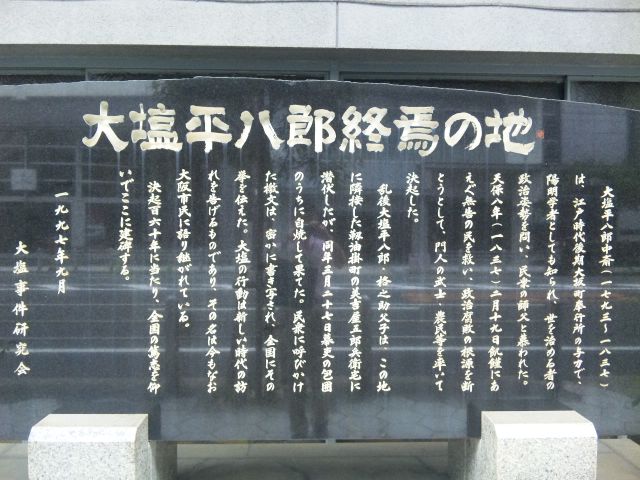 大塩平八郎終焉の地
大塩平八郎中斎(一七九三~一八三七)
は、江戸時代後期大坂町奉行所の与力で、
陽明学者としても知られ、世を治める者の
政治姿勢を問い、民衆の師父と慕われた。
天保八年(一八三七)二月十九日飢饉にあ
えぐ無告の民を救い、政治腐敗の根源を断
とうとして、門人の武士、農民等を率いて
決起した。
乱後大塩平八郎・格之助父子は、この地
に隣接した靱油掛町の美吉屋五郎兵衛宅に
潜伏したが、同年三月二十七日幕吏の包囲
のうちに自焼して果てた。民衆に呼びかけ
た檄文は、密かに書き写され、全国にその
挙を伝えた。大塩の行動は新しい時代の訪
れを告げるものであり、その名は今もなお
大阪市民に語り継がれている。
決起百六十年に当たり、全国の篤志を仰
いでここに建碑する。
一九九七年九月
大塩事件研究会